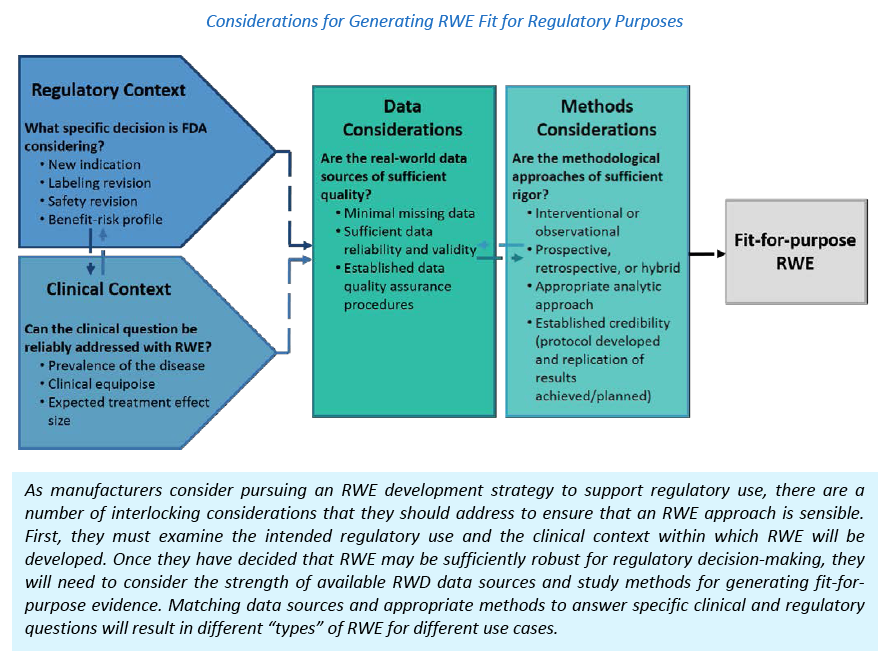 Considerations for Generating RWE Fit for Regulatory Purposes
Regulatory Context
What specific decision is FDA
considering?
• New indication
• Labeling revision
• Safety revision
• Benefit-risk profile
Clinical Context
Can the clinical question be
reliably addressed with RWE?
• Prevalence of the disease
• Clinical equipoise
• Expected treatment effect
size
Data
Considerations
Are the real-world data
sources of sufficient
quality?
• Minimal missing data
• Sufficient data
reliability and validity
• Established data
quality assurance
procedures
Methods
Considerations
Are the methodological
approaches of sufficient
rigor?
• Interventional or
observational
• Prospective,
retrospective, or hybrid
• Appropriate analytic
approach
• Established credibility
(protocol developed
and replication of
results
achieved/planned)
Fit-for-purpose
RWE
As manufacturers consider pursuing an RWE development strategy to support regulatory use, there are a
number of interlocking considerations that they should address to ensure that an RWE approach is sensible.
First, they must examine the intended regulatory use and the clinical context within which RWE will be
developed. Once they have decided that RWE may be sufficiently robust for regulatory decision-making, they
will need to consider the strength of available RWD data sources and study methods for generating fit-for-
purpose evidence. Matching data sources and appropriate methods to answer specific clinical and regulatory
questions will result in different “types” of RWE for different use cases.